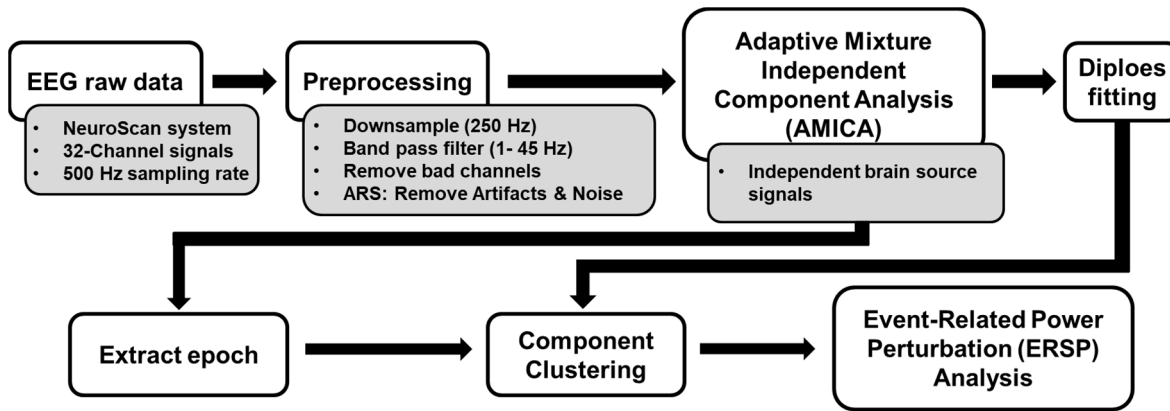 EEG raw data
• NeuroScan system
• 32-Channel signals
• 500 Hz sampling rate
Preprocessing
• Downsample (250 Hz)
• Band pass filter (1- 45 Hz)
• Remove bad channels
• ARS: Remove Artifacts & Noise
Adaptive Mixture
Independent
Component Analysis
(AMICA)
• Independent brain source
signals
Diploes
fitting
Extract epoch
Component
Clustering
Event-Related Power
Perturbation (ERSP)
Analysis